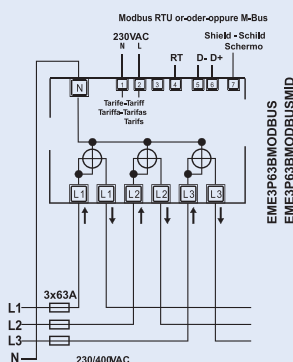 Modbus RTU or-oder-oppure M-Bus
230VAC
N L
RT D- D+
Shield - Schild
Schermo
N 1 2 3 4 5 6 7
Tarife-Tariff
Tariffa-Tarifas
Tarifs
L1 L1 L2 L2 L3 L3
EME3P63BMODBUS
EME3P63BMODBUSMID
3x63A
L1
L2
L3
N
230/400VAC